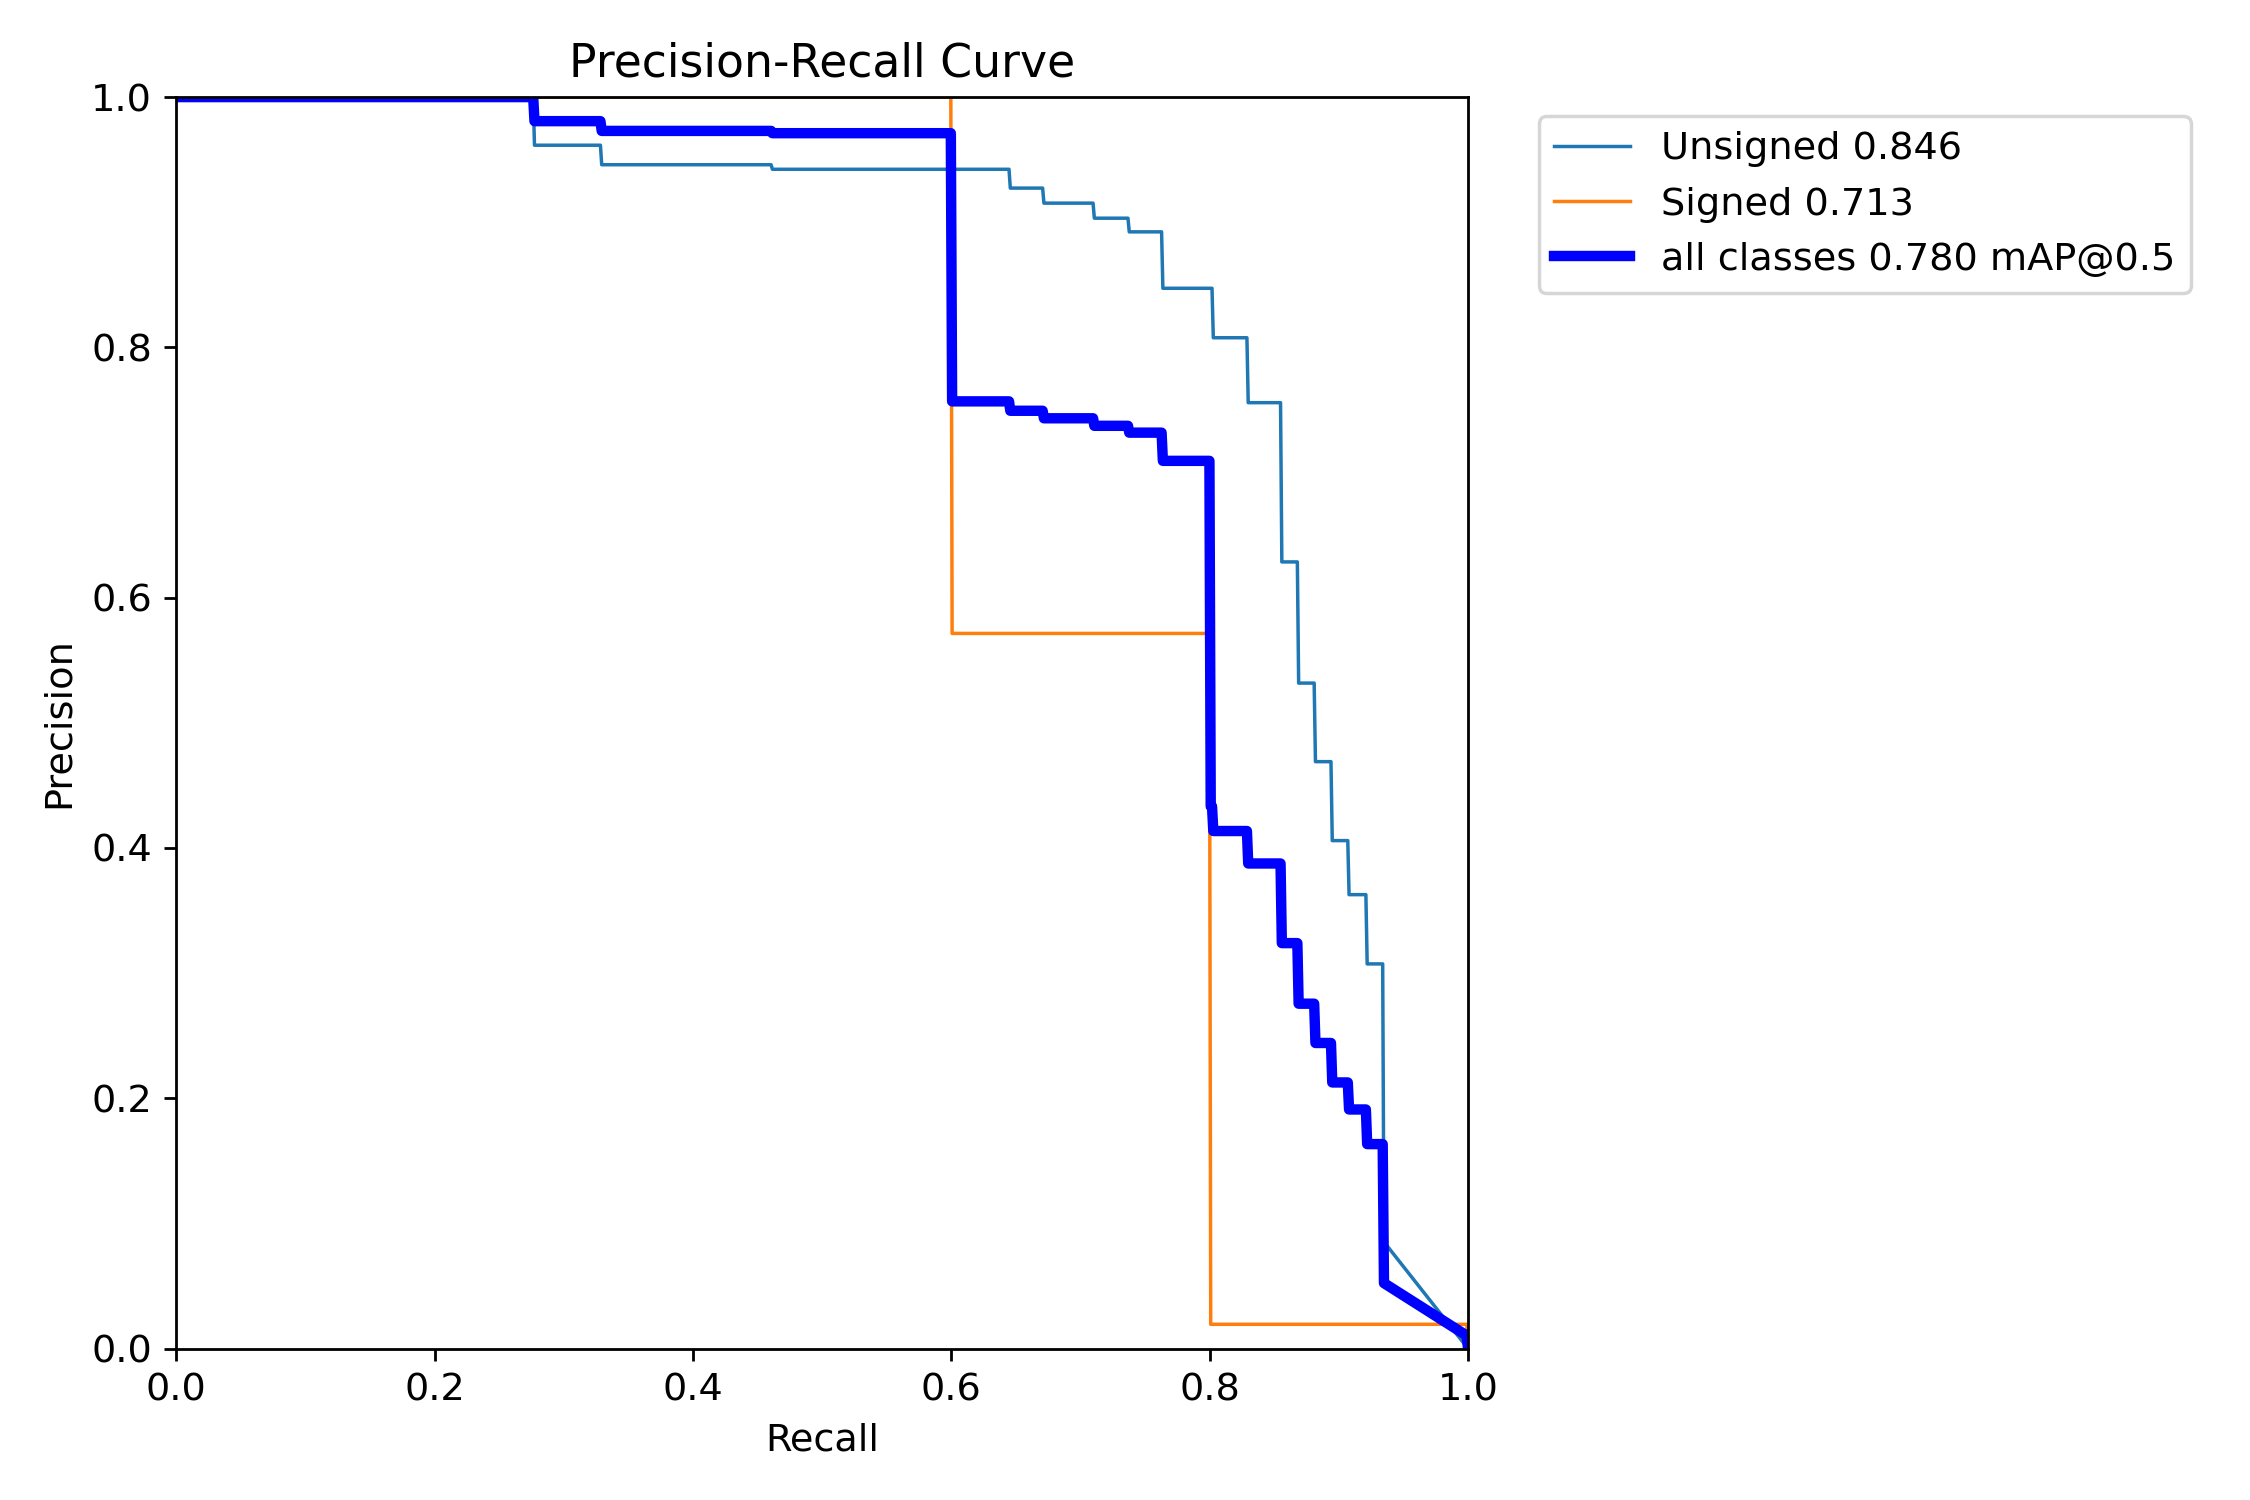 Precision-Recall Curve
1.0
0.8
0.6
0.4
0.2
0.0
Precision
0.0 0.2 0.4 0.6 0.8 1.0
Recall
Unsigned 0.846
Signed 0.713
all classes 0.780 mAP@0.5